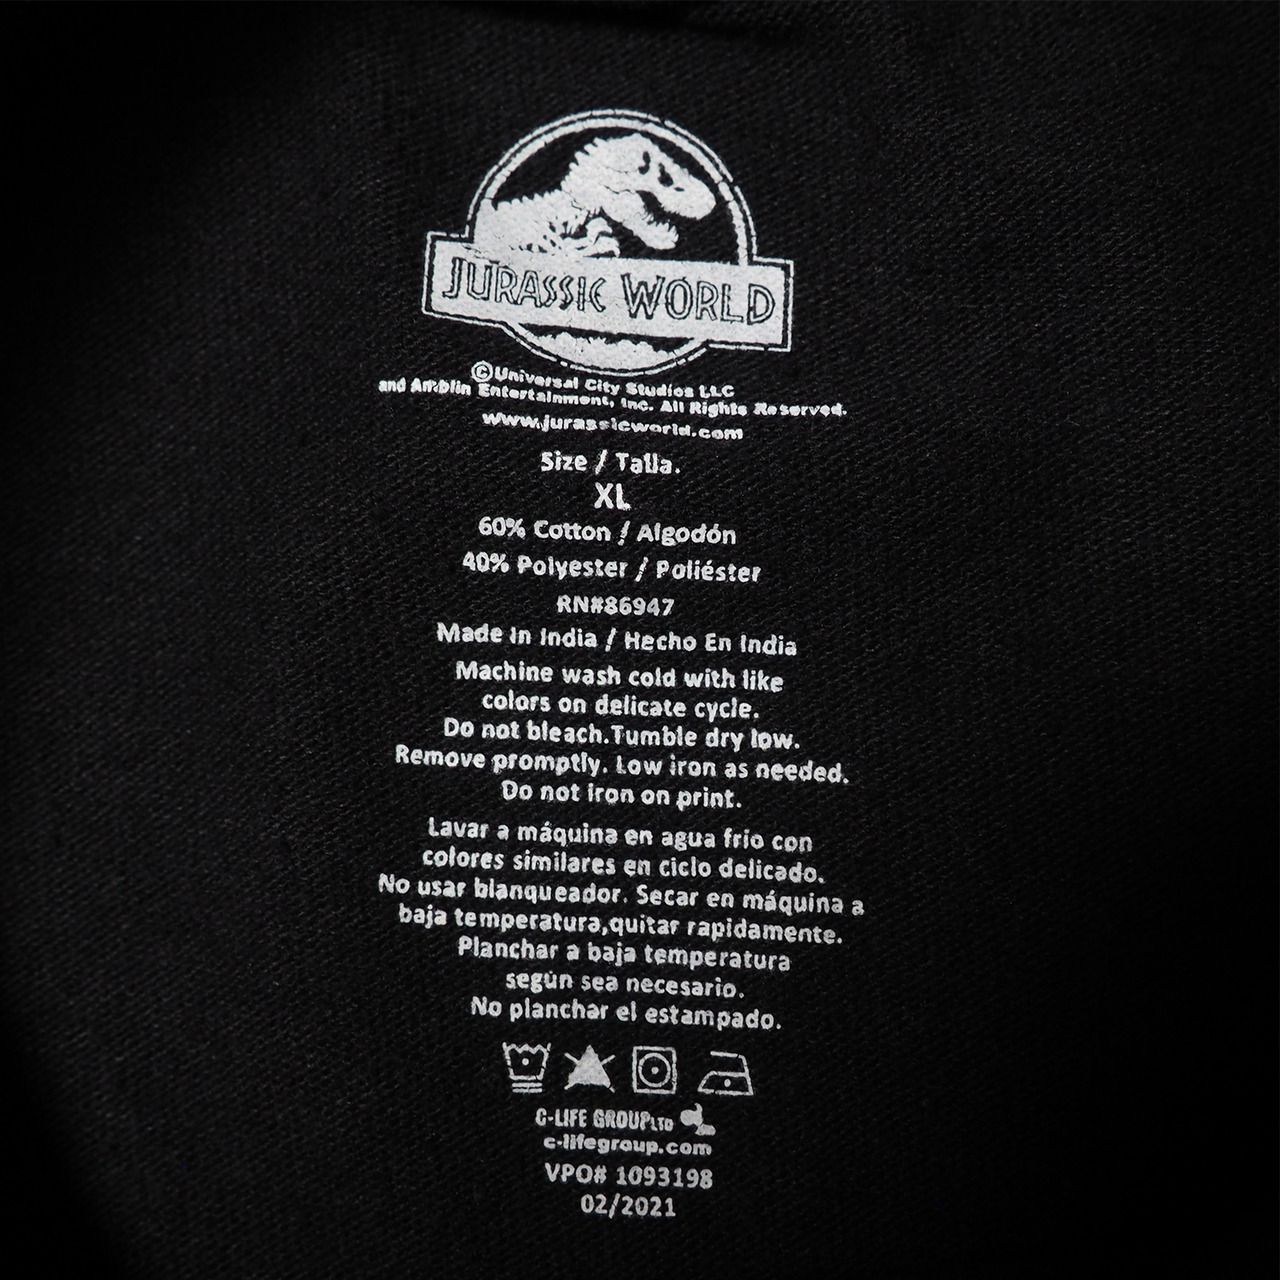 JURASSIC WORLD
©Universal City Studios LLC
and Amblin Entertainment, Inc. All Rights Reserved.
www.jurassicworld.com
Size / Talla.
XL
60% Cotton / Algodón
40% Polyester / Poliéster
RN#86947
Made In India / Hecho En India
Machine wash cold with like
colors on delicate cycle.
Do not bleach.Tumble dry low.
Remove promptly. Low iron as needed.
Do not iron on print.
Lavar a máquina en agua frío con
colores similares en ciclo delicado.
No usar blanqueador. Secar en máquina a
baja temperatura,quitar rapidamente.
Planchar a baja temperatura
según sea necesario.
No planchar el estampado.
C-LIFE GROUP LTD
c-lifegroup.com
VPO# 1093198
02/2021